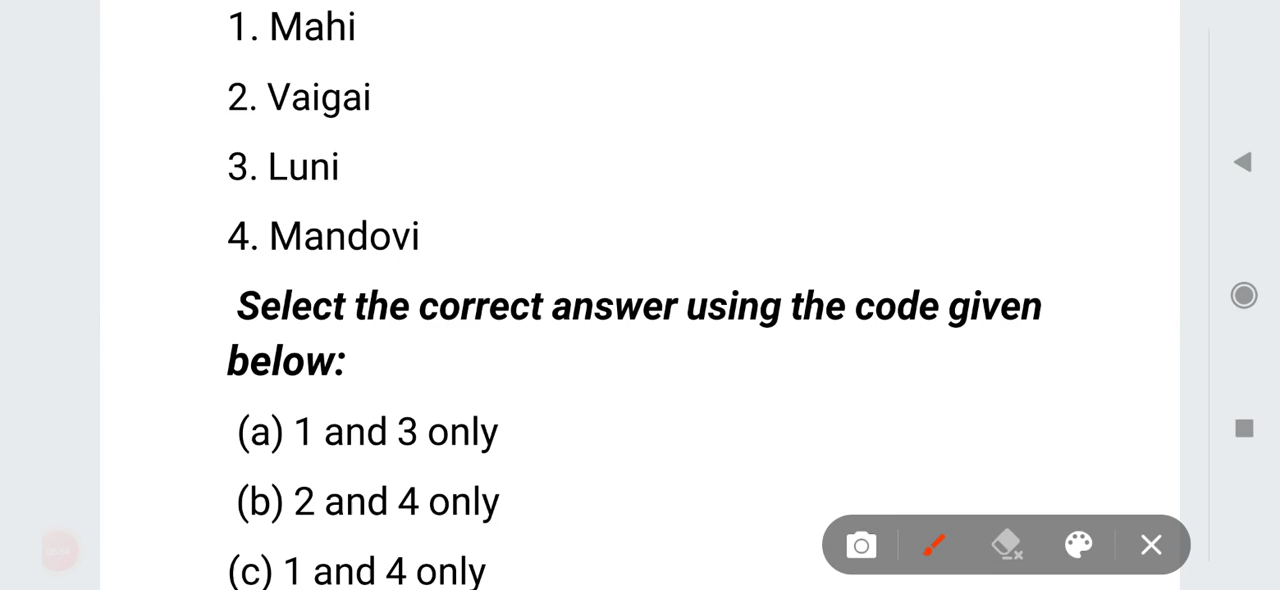 1. Mahi
2. Vaigai
3. Luni
4. Mandovi
Select the correct answer using the code given
below:
(a) 1 and 3 only
(b) 2 and 4 only
(c) 1 and 4 only